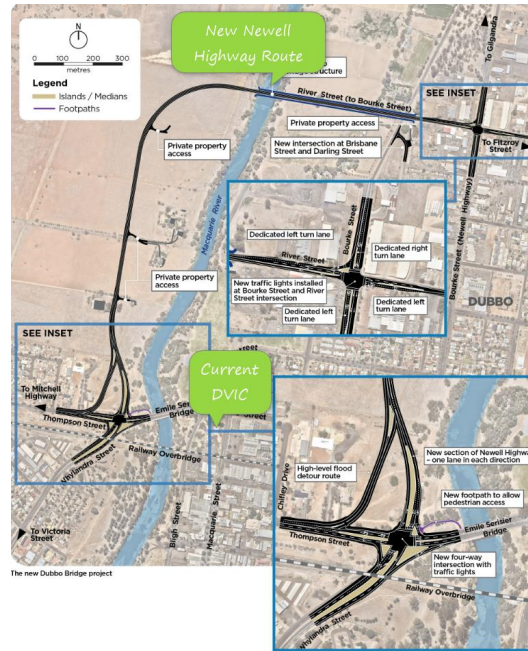 New Newell
Highway Route
N
0 100 200 300
metres
Legend
Islands / Medians
Footpaths
structure
River Street (to Bourke Street)
To Gilgandra
SEE INSET
To Fitzroy
Street
Private property access
Private property
access
New intersection at Brisbane
Street and Darling Street
Macquarie River
Bourke Street (Newell Highway)
DUBBO
Dedicated left turn lane
Bourke Street
Dedicated right
turn lane
River Street
New traffic lights installed
at Bourke Street and River
Street intersection
Dedicated left
turn lane
Dedicated left
turn lane
Private property
access
SEE INSET
Current
DVIC
To Mitchell
Highway
Thompson Street
Emile Serisier
Bridge
Street
Railway Overbridge
Whylandra Street
To Victoria
Street
Bligh Street
Macquarie Street
High-level flood
detour route
New section of Newell Highw
– one lane in each direction
Chifley Drive
New footpath to allow
pedestrian access
Thompson Street
Emile Serisier
Bridge
New four-way
intersection with
traffic lights
Railway Overbridge
Whylandra Street
The new Dubbo Bridge project